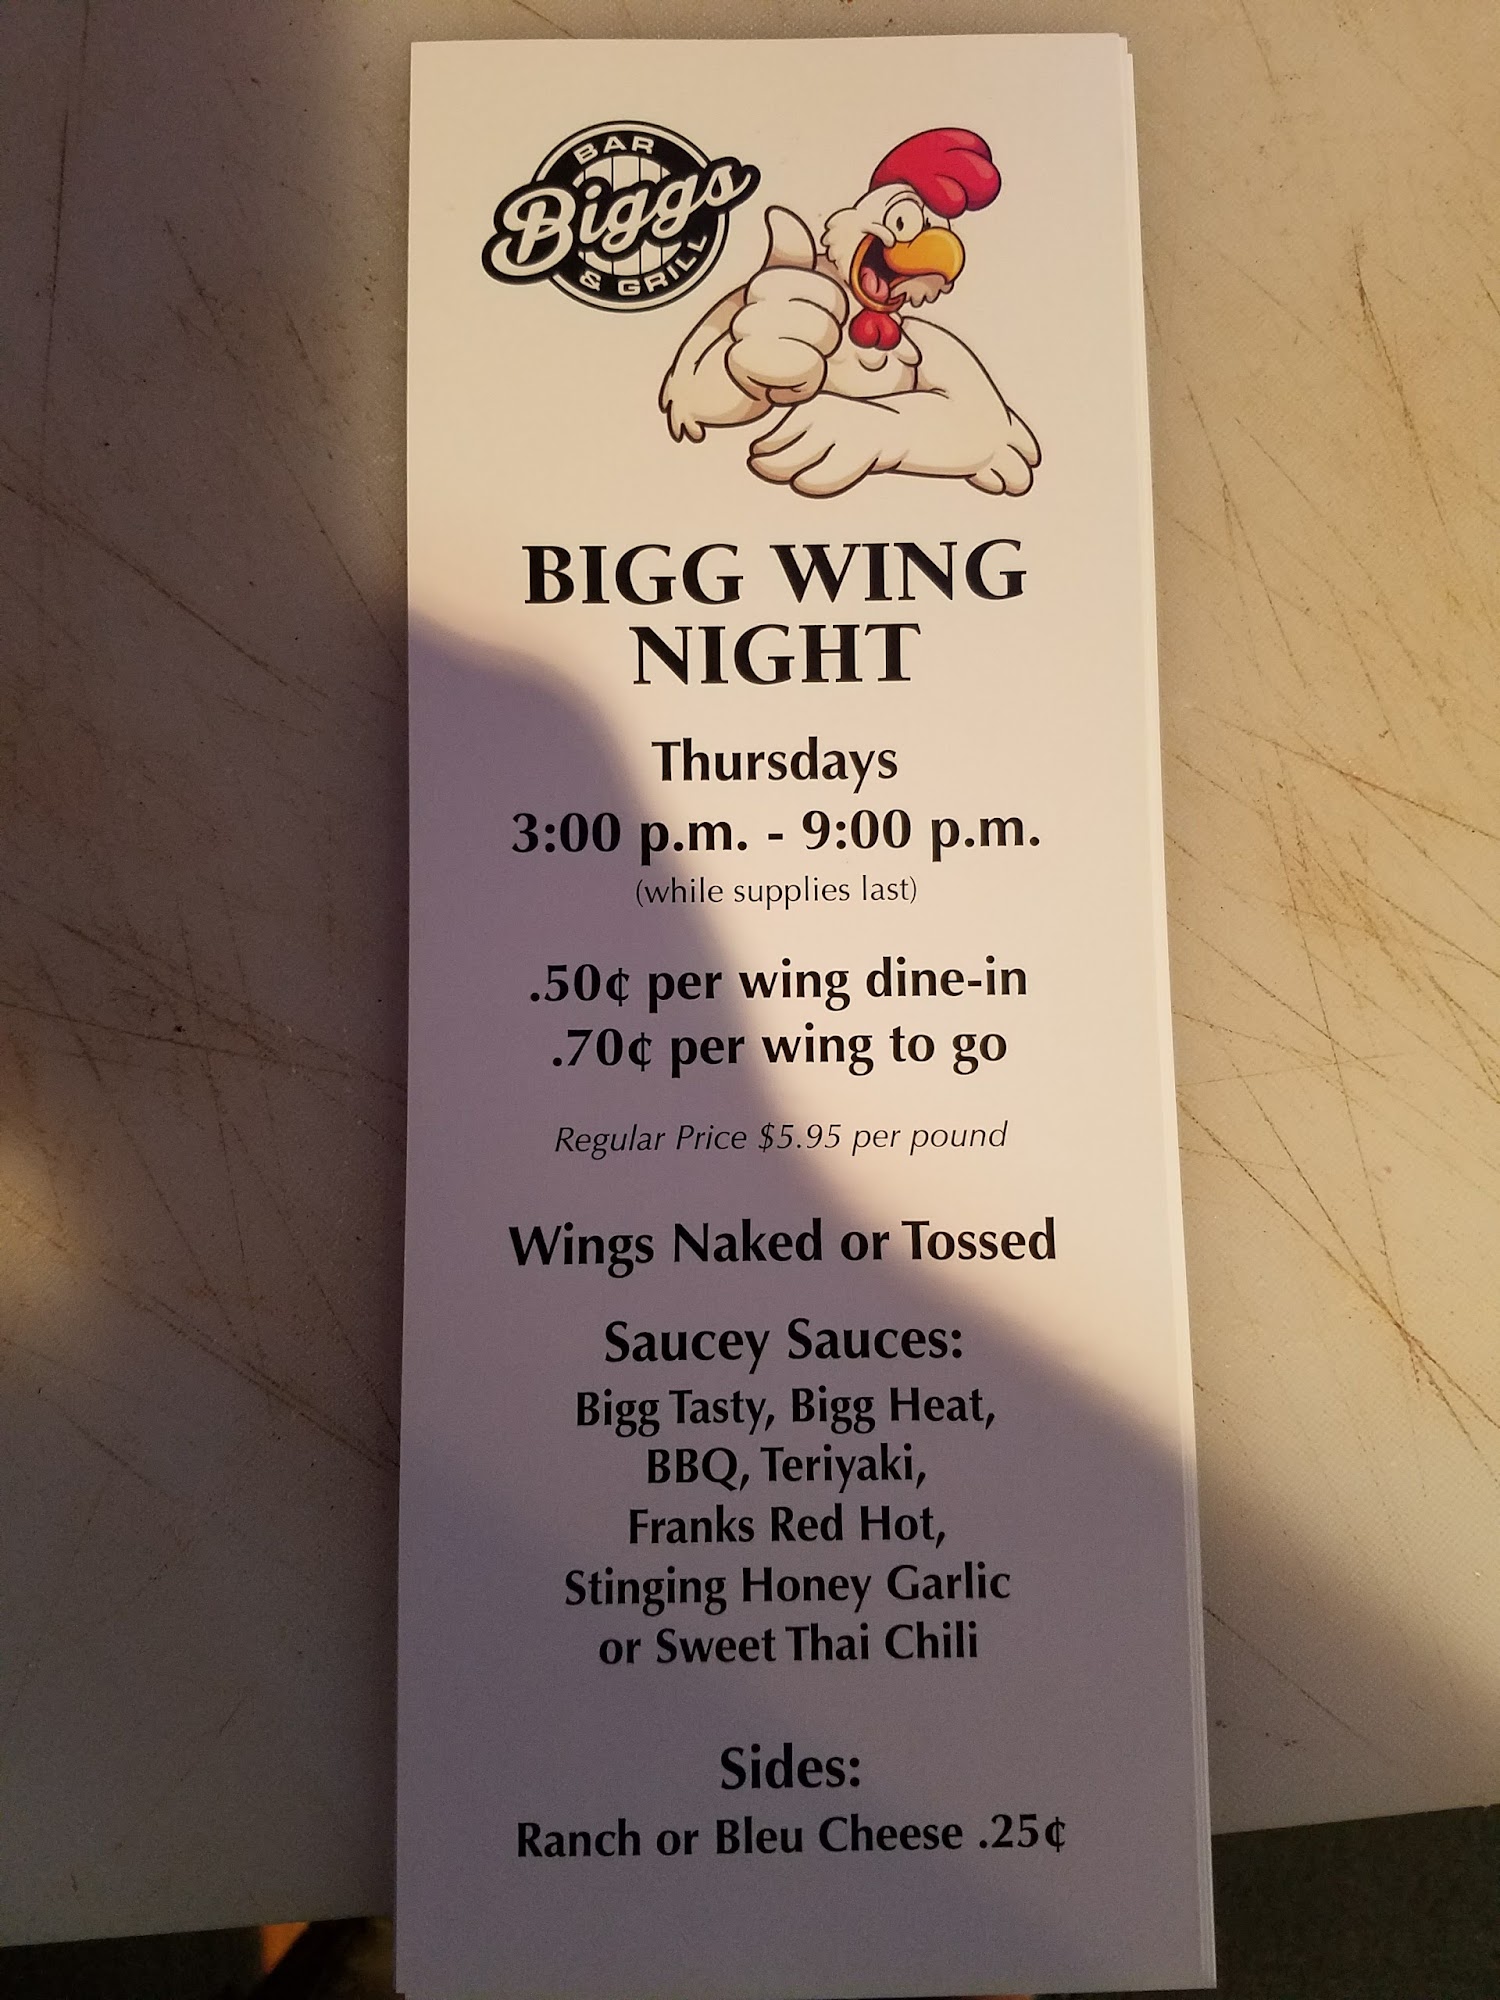 BAR
Biggs
& GRILL
BIGG WING
NIGHT
Thursdays
3:00 p.m. - 9:00 p.m.
(while supplies last)
.50¢ per wing dine-in
.70¢ per wing to go
Regular Price $5.95 per pound
Wings Naked or Tossed
Saucey Sauces:
Bigg Tasty, Bigg Heat,
BBQ, Teriyaki,
Franks Red Hot,
Stinging Honey Garlic
or Sweet Thai Chili
Sides:
Ranch or Bleu Cheese .25¢